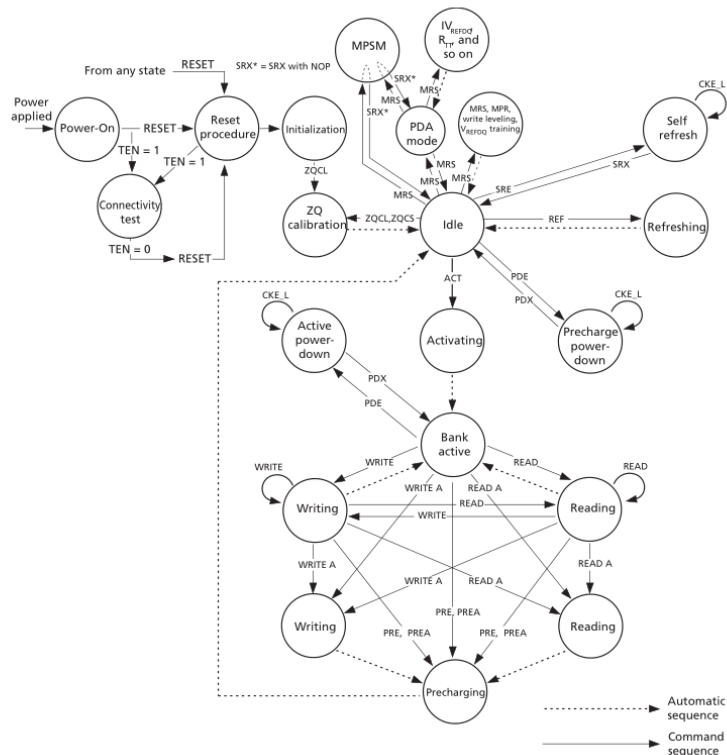 MPSM
IV_REFDQ,
R_TT, and
so on
SRX* = SRX with NOP
From any state
RESET
SRX*
MRS
MRS
SRX*
Power
applied
Power-On
RESET
Reset
procedure
Initialization
PDA
mode
MRS, MPR,
write leveling,
V_REFDQ training
CKE_L
Self
refresh
TEN = 1
TEN = 1
ZQCL
MRS
MRS
MRS
MRS
SRE
SRX
Connectivity
test
TEN = 0
RESET
ZQ
calibration
ZQCL,ZQCS
Idle
REF
Refreshing
ACT
PDE
PDX
CKE_L
Active
power-
down
Activating
CKE_L
Precharge
power-
down
PDX
PDE
Bank
active
WRITE
WRITE
READ
READ
WRITE A
READ A
Writing
READ
WRITE
Reading
WRITE A
WRITE A
READ A
READ A
Writing
PRE, PREA
PRE, PREA
PRE, PREA
Reading
Precharging
Automatic
sequence
Command
sequence